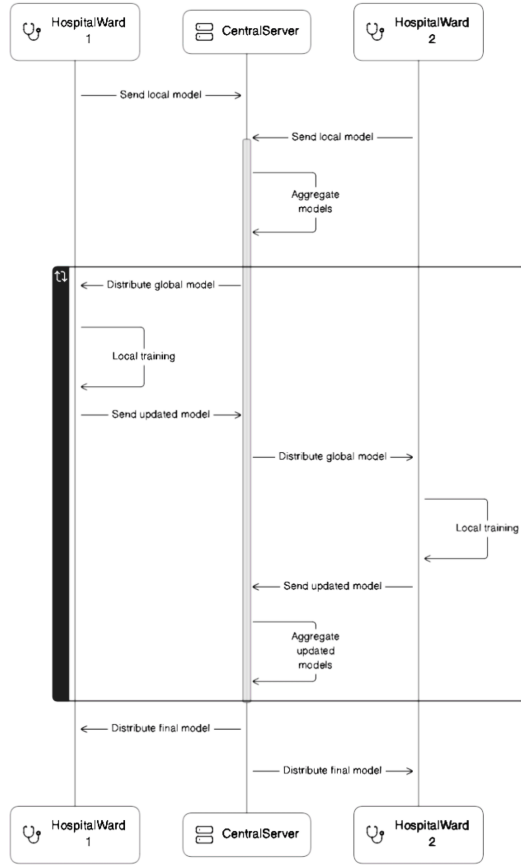 HospitalWard
1
CentralServer
HospitalWard
2
Send local model
Send local model
Aggregate
models
Distribute global model
Local training
Send updated model
Distribute global model
Local training
Send updated model
Aggregate
updated
models
Distribute final model
Distribute final model
HospitalWard
1
CentralServer
HospitalWard
2